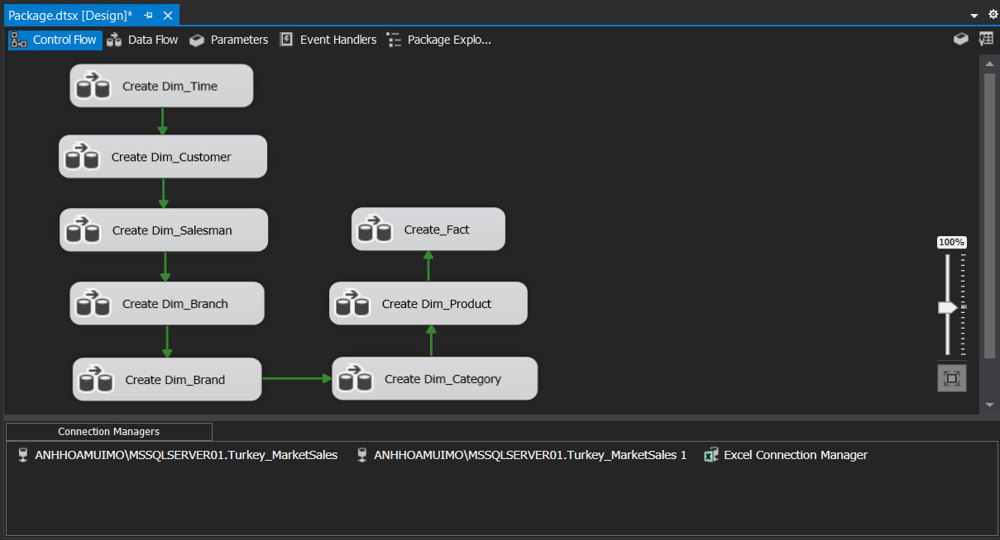 Package.dtsx [Design]*
Control Flow Data Flow Parameters Event Handlers Package Explo...
Create Dim_Time
Create Dim_Customer
Create Dim_Salesman
Create Dim_Branch
Create Dim_Brand
Create Dim_Category
Create Dim_Product
Create_Fact
100%
Connection Managers
ANHHOAMUIMO\MSSQLSERVER01.Turkey_MarketSales ANHHOAMUIMO\MSSQLSERVER01.Turkey_MarketSales 1 Excel Connection Manager